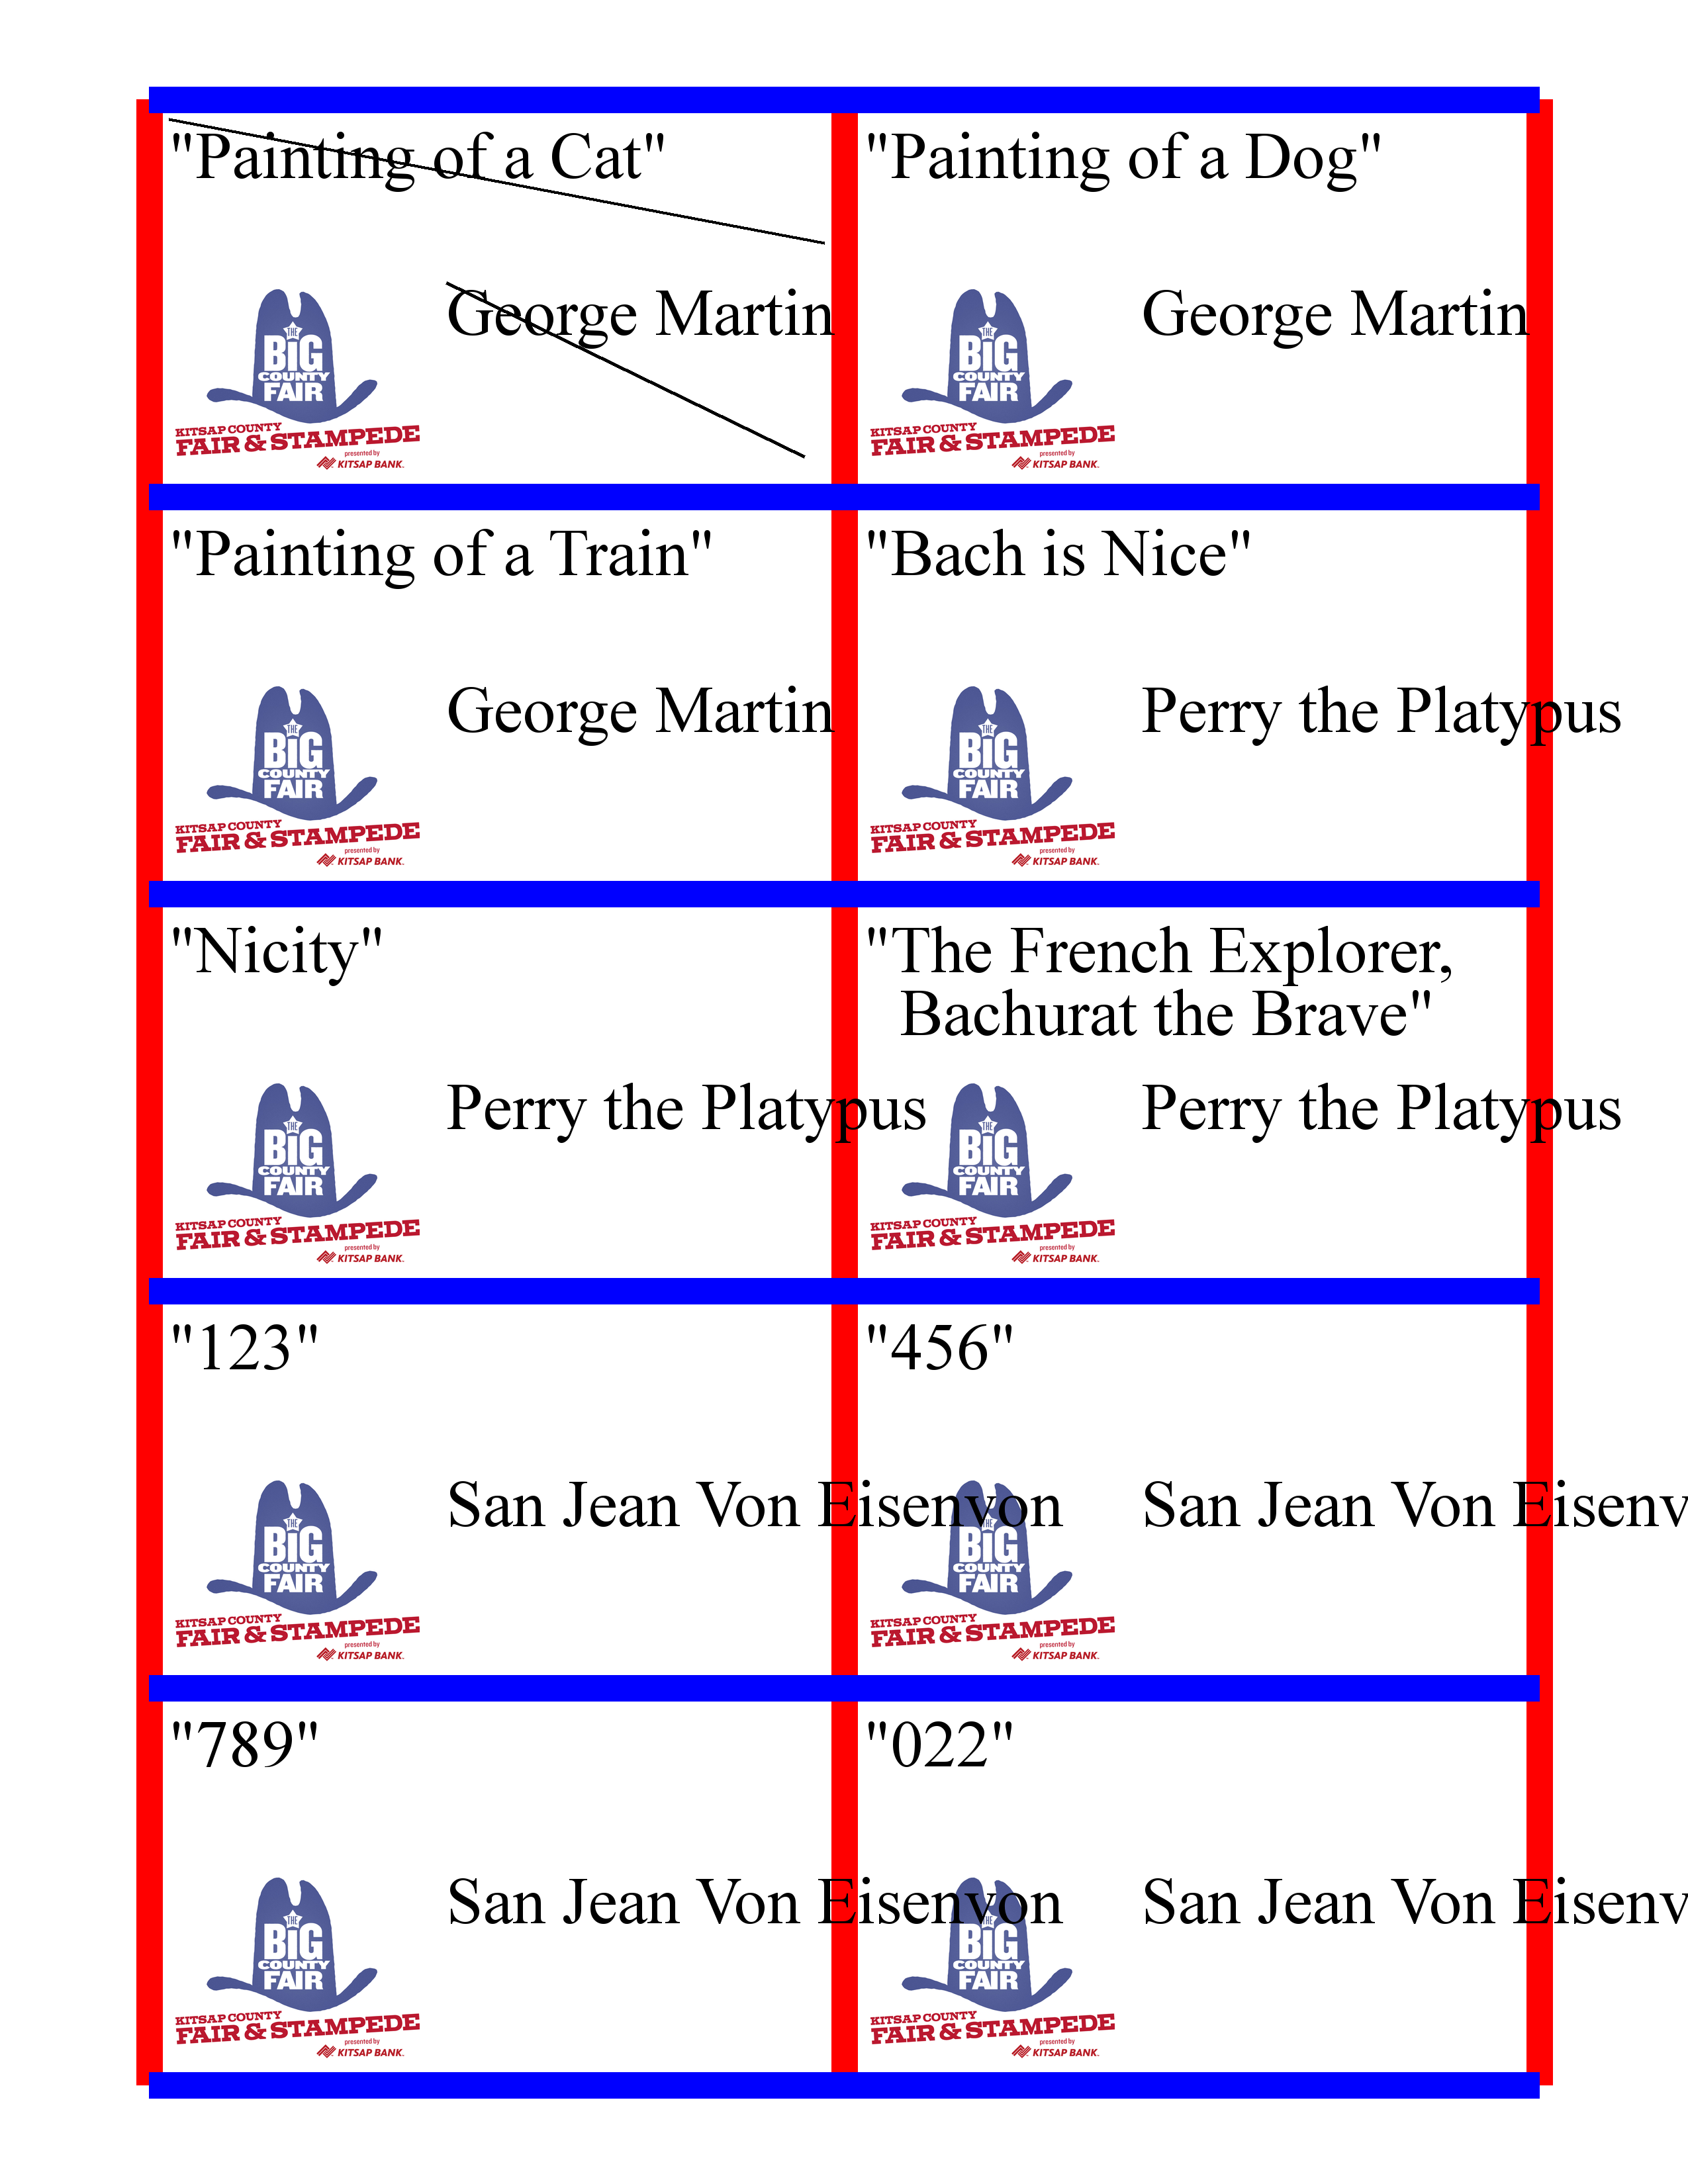 "Painting of a Cat"
George Martin
THE
BIG
COUNTY
FAIR
KITSAP COUNTY
FAIR & STAMPEDE
presented by
KITSAP BANK.
"Painting of a Dog"
George Martin
THE
BIG
COUNTY
FAIR
KITSAP COUNTY
FAIR & STAMPEDE
presented by
KITSAP BANK.
"Painting of a Train"
George Martin
THE
BIG
COUNTY
FAIR
KITSAP COUNTY
FAIR & STAMPEDE
presented by
KITSAP BANK.
"Bach is Nice"
Perry the Platypus
THE
BIG
COUNTY
FAIR
KITSAP COUNTY
FAIR & STAMPEDE
presented by
KITSAP BANK.
"Nicity"
Perry the Platypus
THE
BIG
COUNTY
FAIR
KITSAP COUNTY
FAIR & STAMPEDE
presented by
KITSAP BANK.
"The French Explorer,
Bachurat the Brave"
Perry the Platypus
THE
BIG
COUNTY
FAIR
KITSAP COUNTY
FAIR & STAMPEDE
presented by
KITSAP BANK.
"123"
San Jean Von Eisenvon
THE
BIG
COUNTY
FAIR
KITSAP COUNTY
FAIR & STAMPEDE
presented by
KITSAP BANK.
"456"
San Jean Von Eisenv
THE
BIG
COUNTY
FAIR
KITSAP COUNTY
FAIR & STAMPEDE
presented by
KITSAP BANK.
"789"
San Jean Von Eisenvon
THE
BIG
COUNTY
FAIR
KITSAP COUNTY
FAIR & STAMPEDE
presented by
KITSAP BANK.
"022"
San Jean Von Eisenv
THE
BIG
COUNTY
FAIR
KITSAP COUNTY
FAIR & STAMPEDE
presented by
KITSAP BANK.